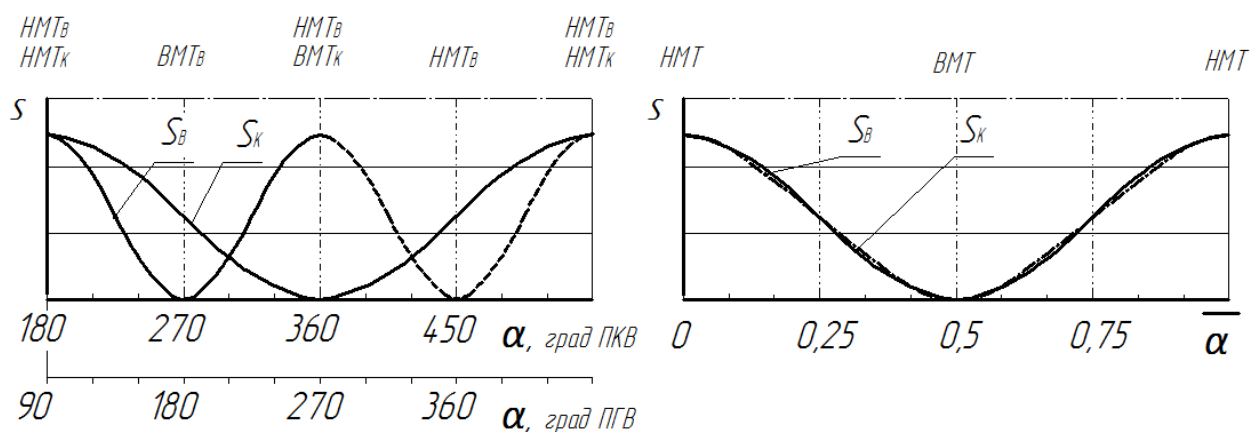 НМТВ НМТВ НМТВ
НМТК ВМТВ ВМТК НМТВ НМТК НМТ ВМТ НМТ
S SВ SК S SВ SК
180 270 360 450 α, град ПКВ 0 0,25 0,5 0,75 α
90 180 270 360 α, град ПГВ